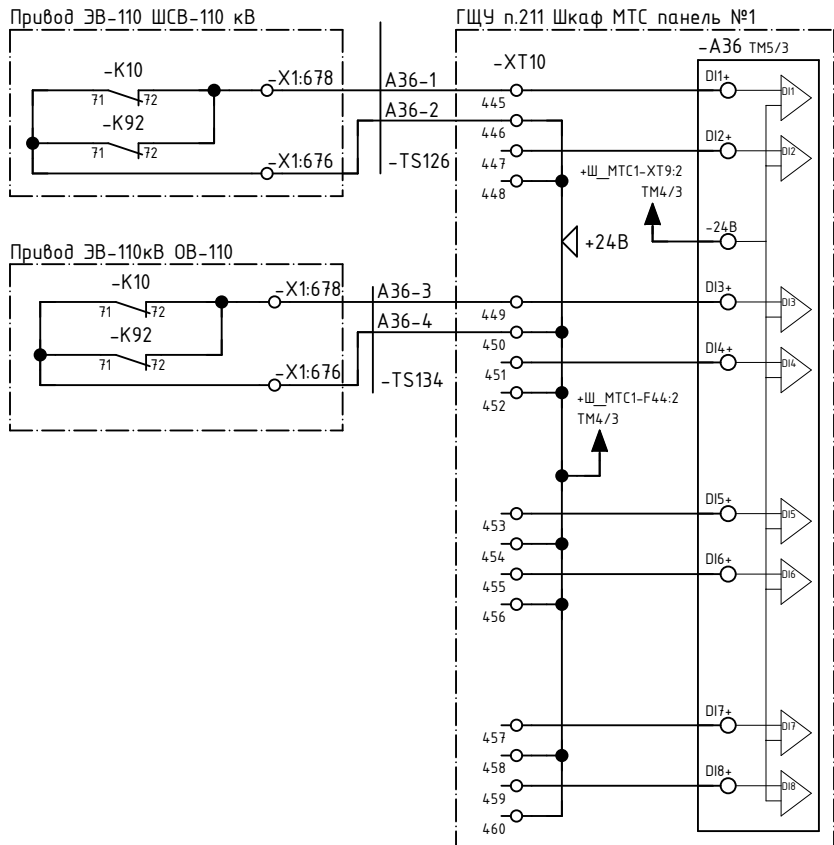 Привод ЭВ-110 ШСВ-110 кВ
-K10
71 72
-K92
71 72
-X1:678
-X1:676
A36-1
A36-2
-TS126
Привод ЭВ-110кВ ОВ-110
-K10
71 72
-K92
71 72
-X1:678
-X1:676
A36-3
A36-4
-TS134
ГЩУ п.211 Шкаф МТС панель №1
-XT10
445
446
447
448
449
450
451
452
453
454
455
456
457
458
459
460
+24В
+Ш_МТС1-XT9:2
TM4/3
+Ш_МТС1-F44:2
TM4/3
-A36 TM5/3
DI1+
DI1
DI2+
DI2
-24В
DI3+
DI3
DI4+
DI4
DI5+
DI5
DI6+
DI6
DI7+
DI7
DI8+
DI8